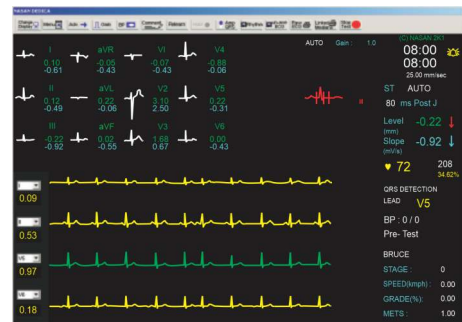 NASAN MEDICAL
AUTO Gain : 1.0
(C) NASAN 2K1
08:00
08:00
25.00 mm/sec
I aVR V1 V4
0.10 -0.05 -0.07 -0.88
-0.61 -0.43 -0.43 -0.06
II aVL V2 V5
0.12 0.22 3.10 -0.22
-0.49 -0.06 2.50 -0.31
III aVF V3 V6
-0.22 0.02 1.68 0.00
-0.92 -0.55 0.67 -0.43
II
ST AUTO
80 ms Post J
Level -0.22
(mm)
Slope -0.92
(mV/s)
72 208
34.62%
QRS DETECTION
LEAD V5
BP : 0 / 0
Pre- Test
BRUCE
STAGE : 0
SPEED(kmph) : 0.00
GRADE(%): 0.00
METS : 1.00
I
0.09
II
0.53
V5
0.97
0.18